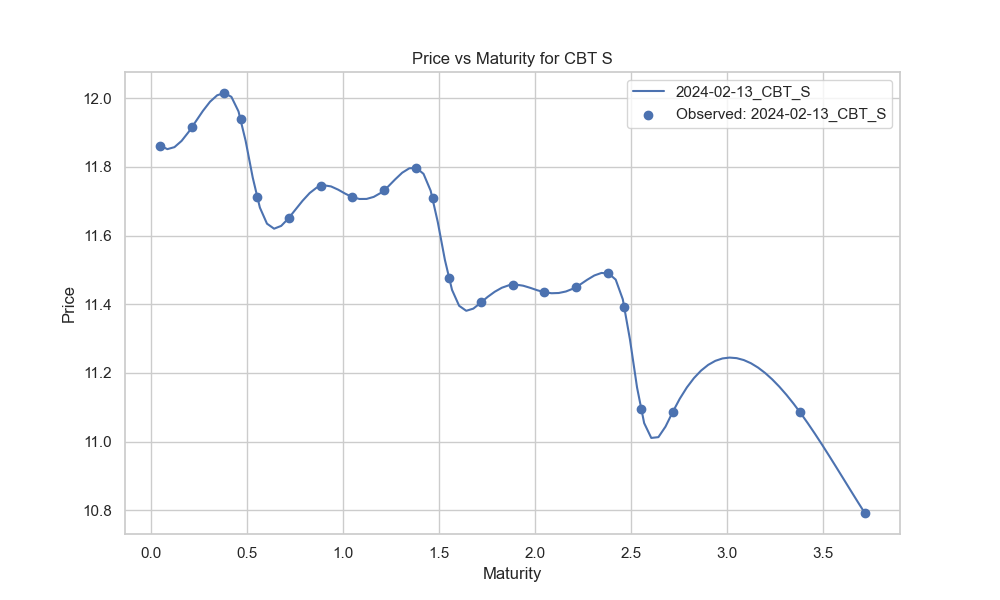 Price vs Maturity for CBT S
2024-02-13_CBT_S
Observed: 2024-02-13_CBT_S
12.0
11.8
11.6
11.4
11.2
11.0
10.8
Price
0.0 0.5 1.0 1.5 2.0 2.5 3.0 3.5
Maturity